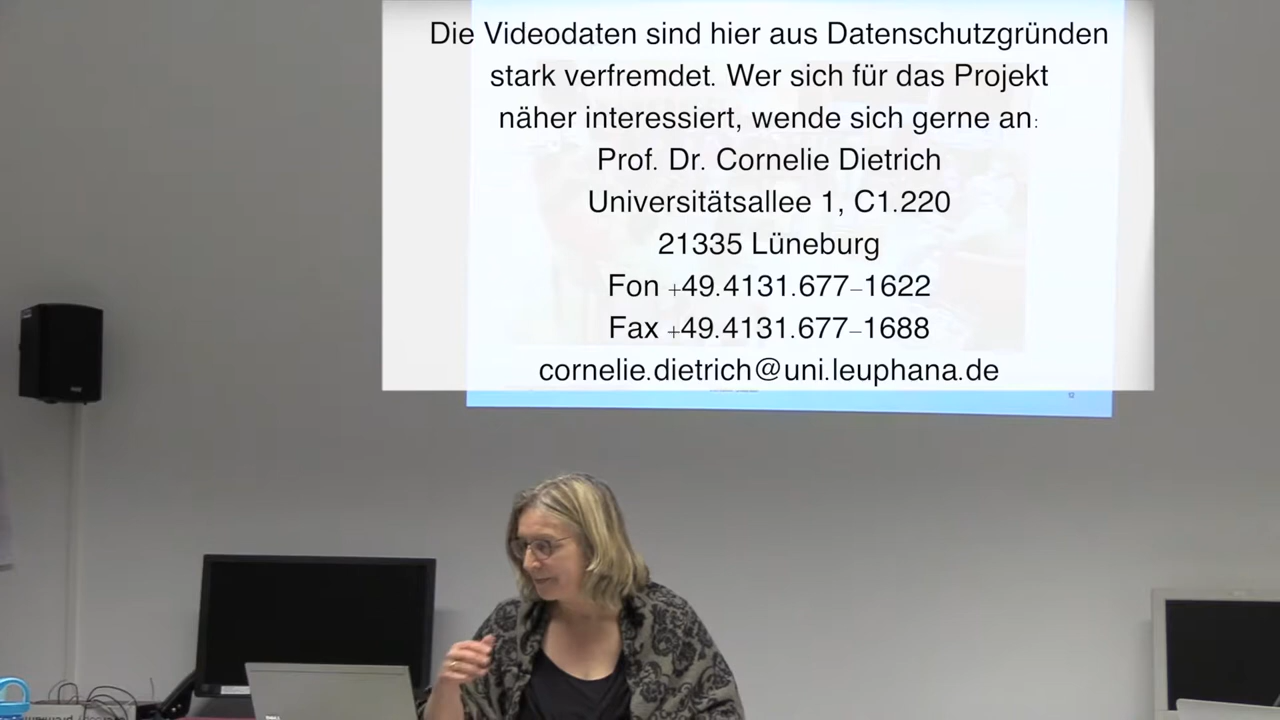 Die Videodaten sind hier aus Datenschutzgründen
stark verfremdet. Wer sich für das Projekt
näher interessiert, wende sich gerne an:
Prof. Dr. Cornelie Dietrich
Universitätsallee 1, C1.220
21335 Lüneburg
Fon +49.4131.677–1622
Fax +49.4131.677–1688
cornelie.dietrich@uni.leuphana.de
12
DELL